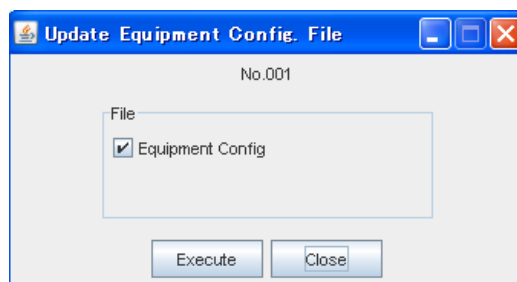 Update Equipment Config. File
No.001
File
Equipment Config
Execute
Close